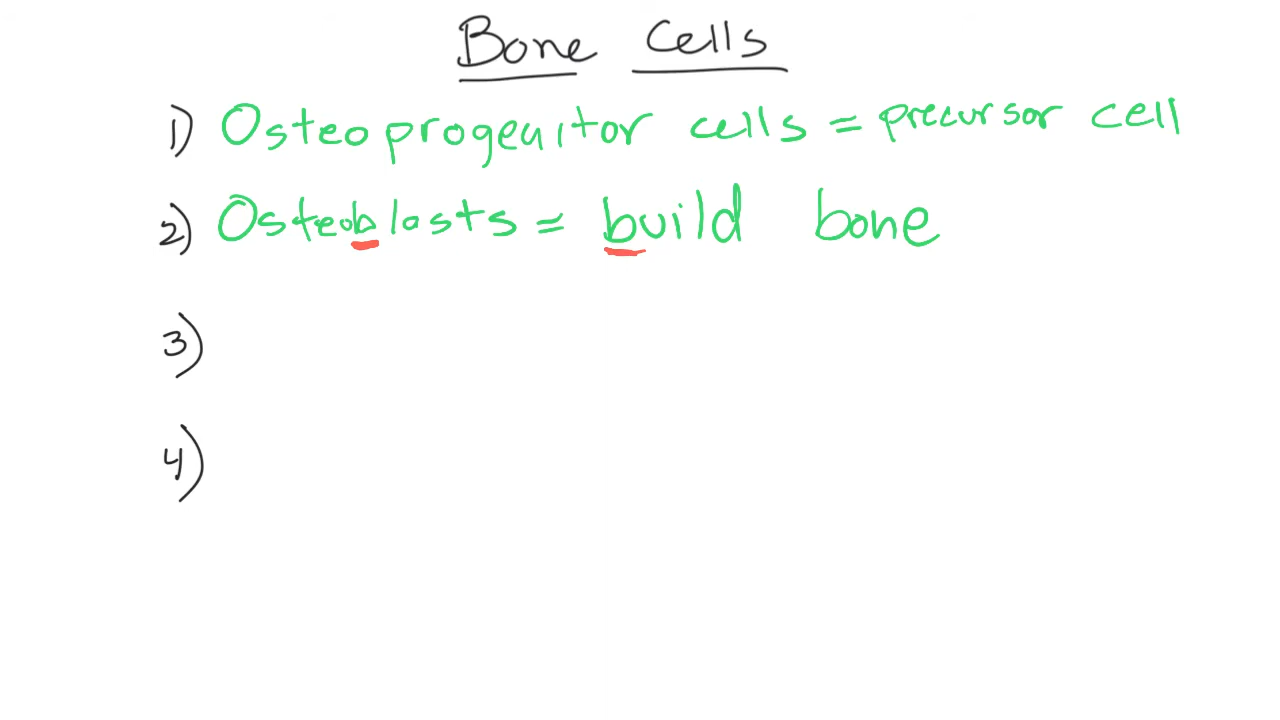 Bone Cells
1) Osteoprogenitor cells = precursor cell
2) Osteoblasts = build bone
3)
4)